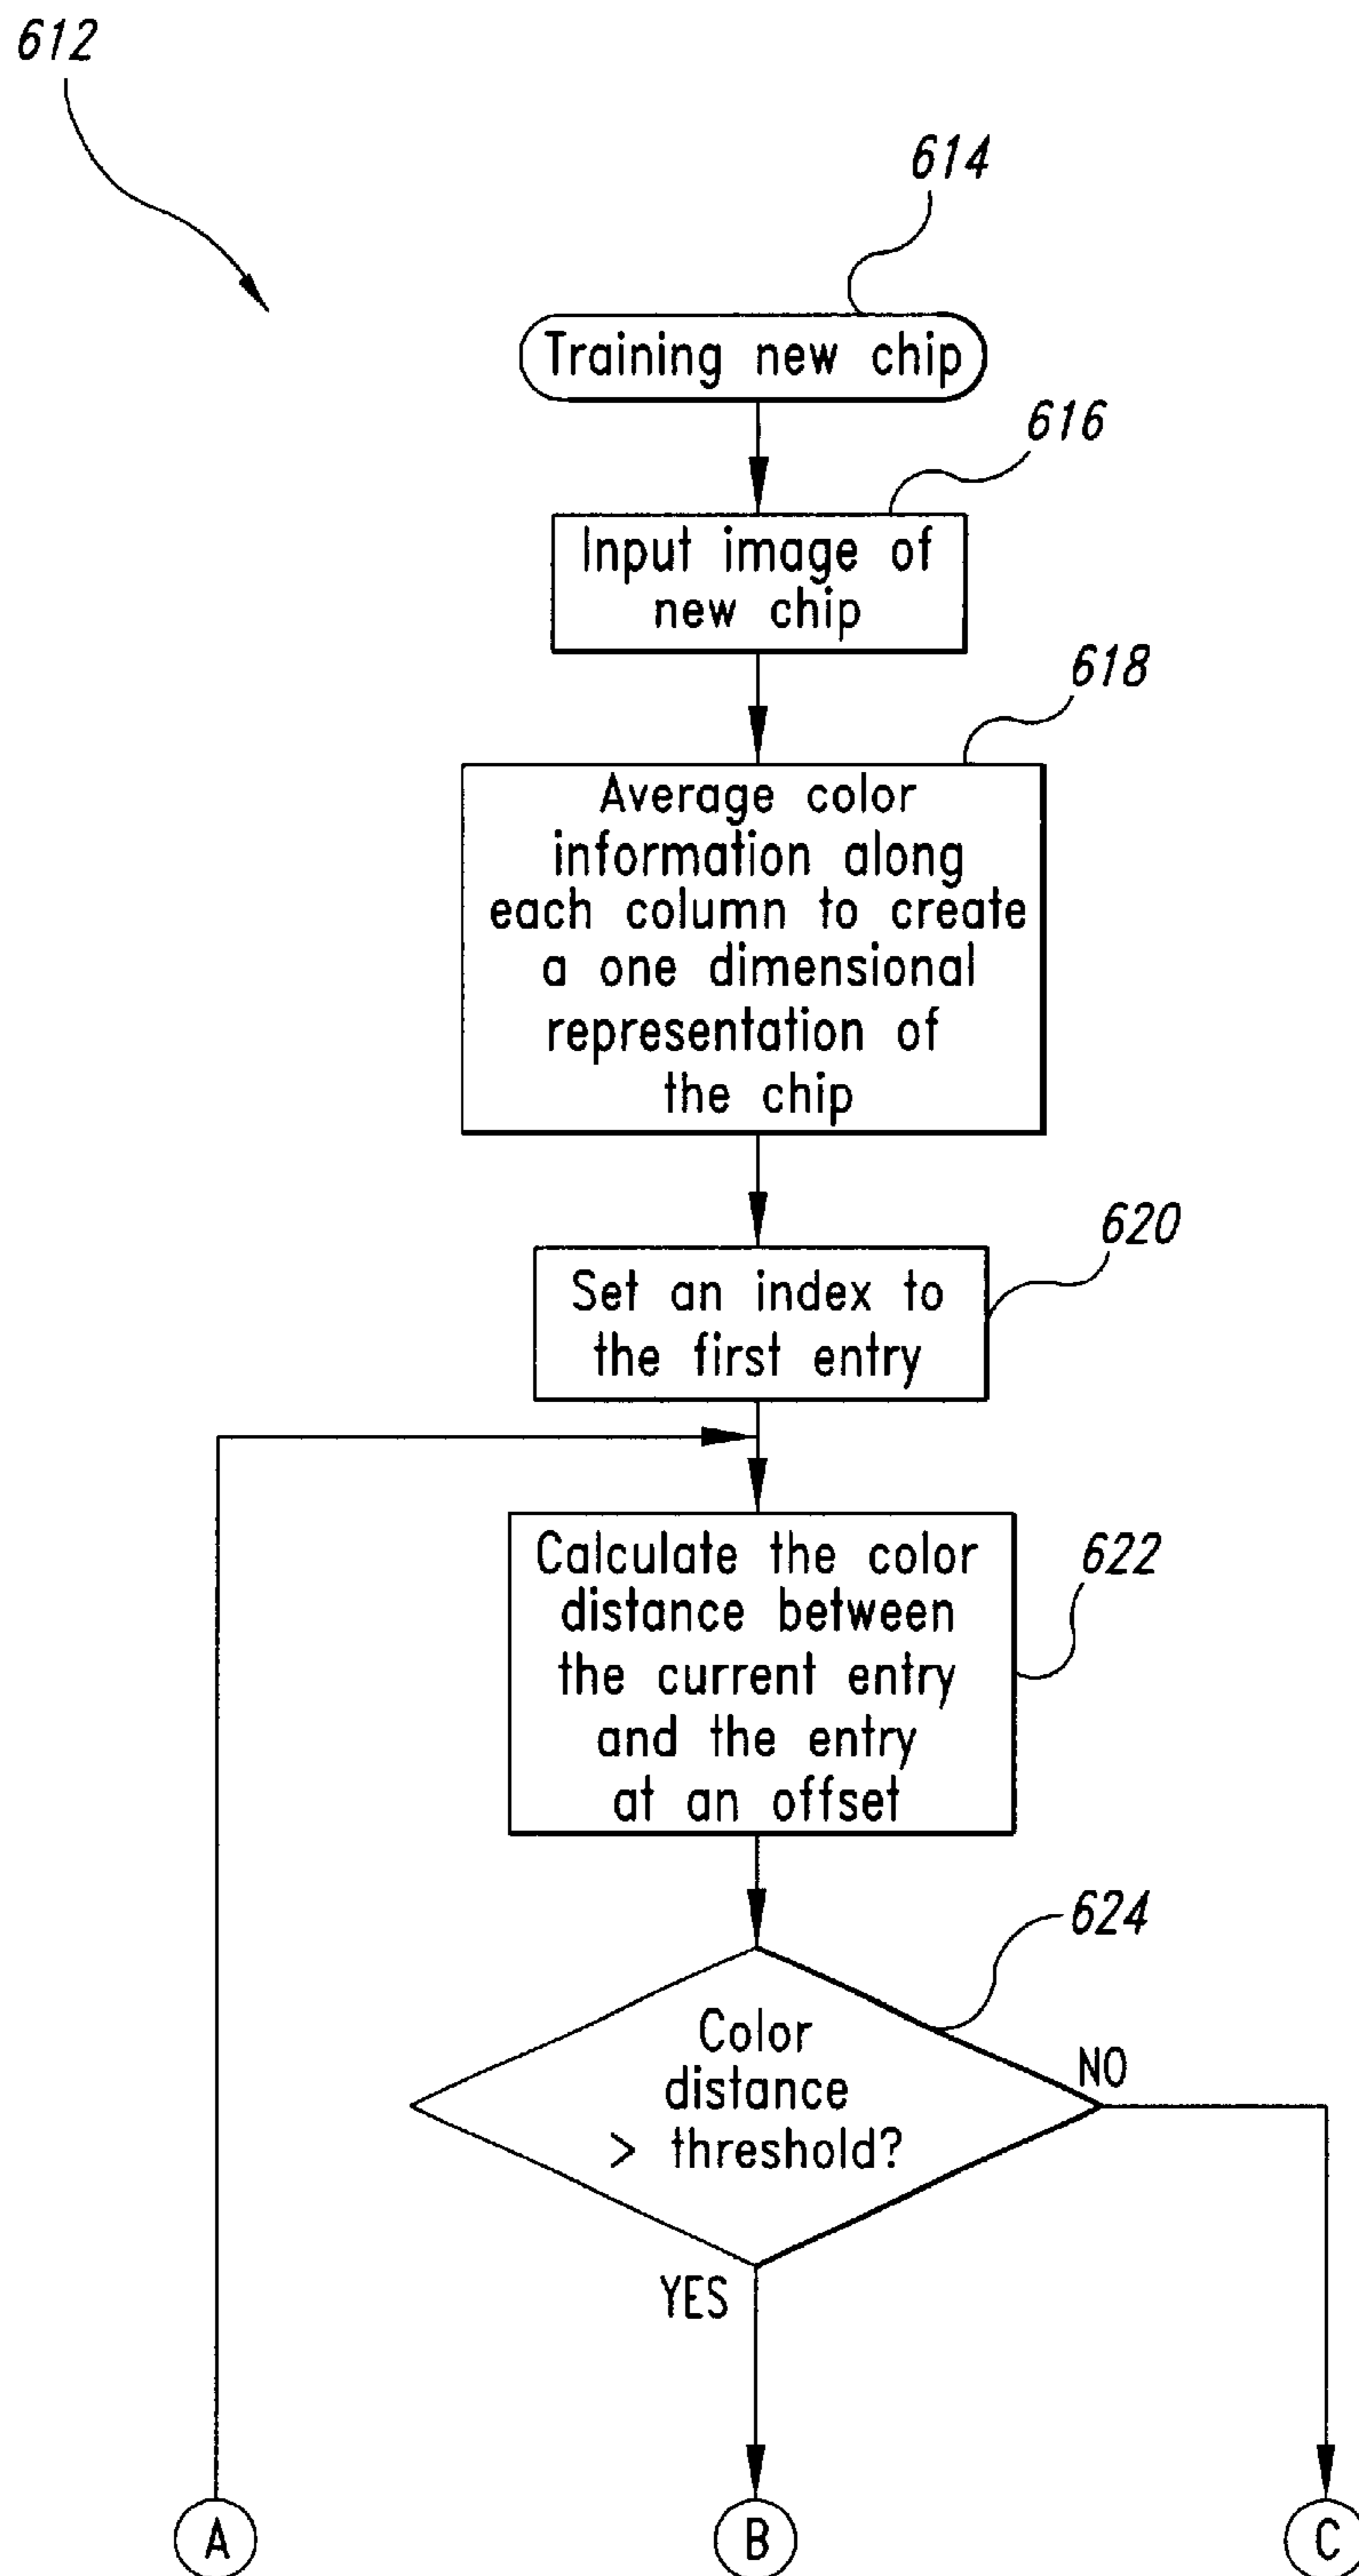 612
614
Training new chip
616
Input image of
new chip
618
Average color
information along
each column to create
a one dimensional
representation of
the chip
620
Set an index to
the first entry
622
Calculate the color
distance between
the current entry
and the entry
at an offset
624
Color
distance
> threshold?
NO
YES
A
B
C